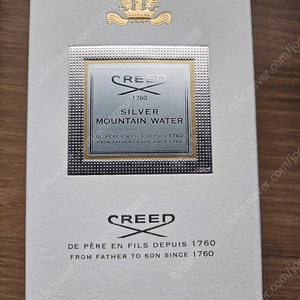 CREED
1760
SILVER
MOUNTAIN WATER
DE PÈRE EN FILS DEPUIS 1760
FROM FATHER TO SON SINCE 1760
CREED
DE PÈRE EN FILS DEPUIS 1760
FROM FATHER TO SON SINCE 1760